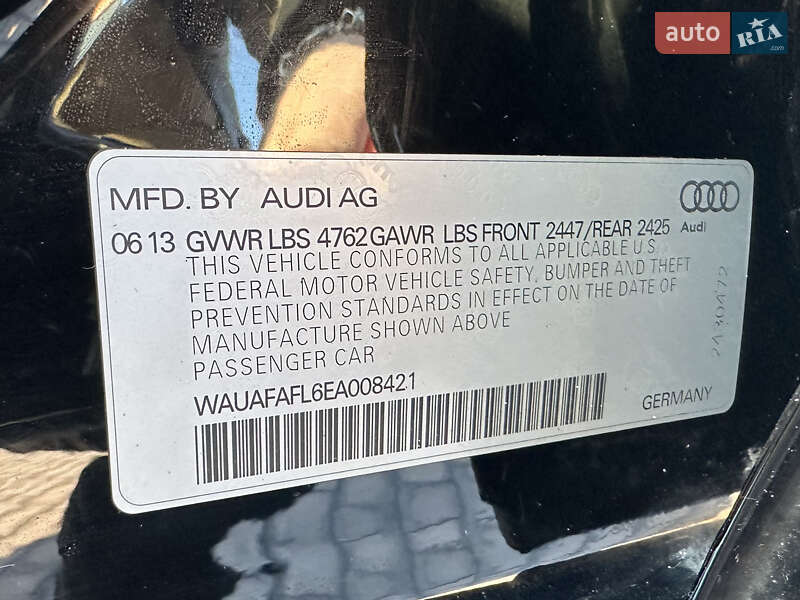 auto RIA.com
MFD. BY AUDI AG
06 13 GVWR LBS 4762 GAWR LBS FRONT 2447/REAR 2425
Audi
THIS VEHICLE CONFORMS TO ALL APPLICABLE U.S.
FEDERAL MOTOR VEHICLE SAFETY, BUMPER AND THEFT
PREVENTION STANDARDS IN EFFECT ON THE DATE OF
MANUFACTURE SHOWN ABOVE
PASSENGER CAR
2430472
WAUAFAFL6EA008421
GERMANY